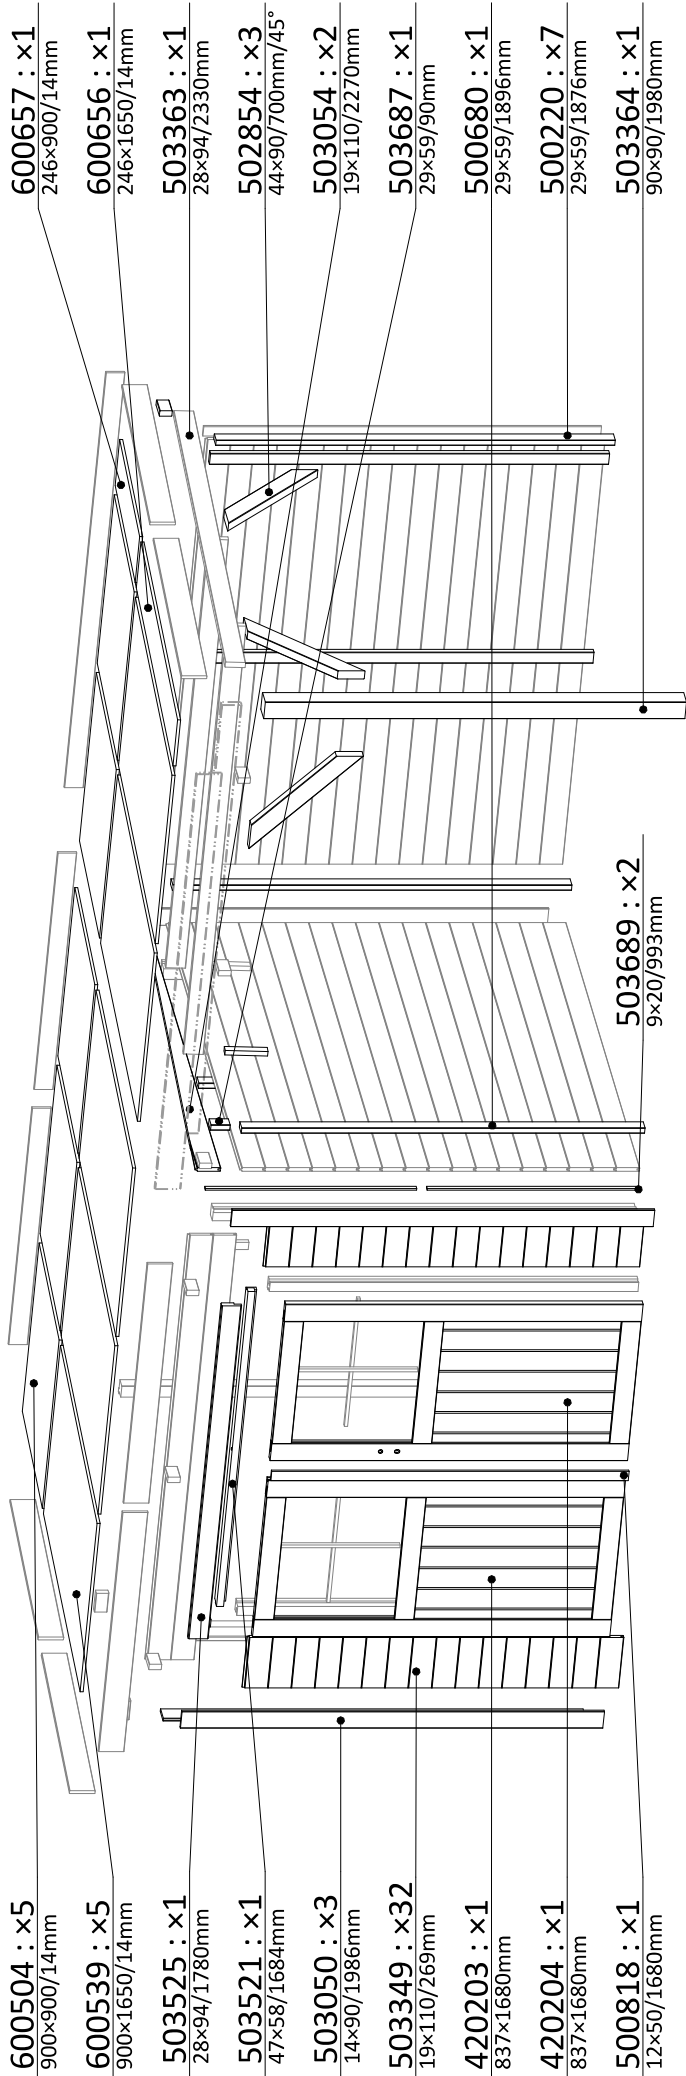 600657 : ×1
246×900/14mm
600656 : ×1
246×1650/14mm
503363 : ×1
28×94/2330mm
502854 : ×3
44×90/700mm/45°
503054 : ×2
19×110/2270mm
503687 : ×1
29×59/90mm
500680 : ×1
29×59/1896mm
500220 : ×7
29×59/1876mm
503364 : ×1
90×90/1980mm
503689 : ×2
9×20/993mm
600504 : ×5
900×900/14mm
600539 : ×5
900×1650/14mm
503525 : ×1
28×94/1780mm
503521 : ×1
47×58/1684mm
503050 : ×3
14×90/1986mm
503349 : ×32
19×110/269mm
420203 : ×1
837×1680mm
420204 : ×1
837×1680mm
500818 : ×1
12×50/1680mm